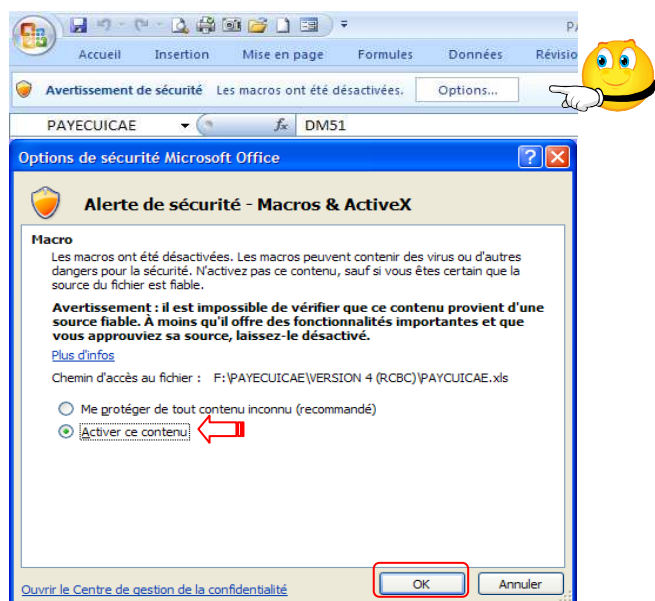 PA
Accueil Insertion Mise en page Formules Données Révisio
Avertissement de sécurité Les macros ont été désactivées. Options...
PAYECUICAE fx DM51
Options de sécurité Microsoft Office
Alerte de sécurité - Macros & ActiveX
Macro
Les macros ont été désactivées. Les macros peuvent contenir des virus ou d'autres
dangers pour la sécurité. N'activez pas ce contenu, sauf si vous êtes certain que la
source du fichier est fiable.
Avertissement : il est impossible de vérifier que ce contenu provient d'une
source fiable. À moins qu'il offre des fonctionnalités importantes et que
vous approuviez sa source, laissez-le désactivé.
Plus d'infos
Chemin d'accès au fichier : F:\PAYECUICAE\VERSION 4 (RCBC)\PAYCUICAE.xls
Me protéger de tout contenu inconnu (recommandé)
Activer ce contenu
Ouvrir le Centre de gestion de la confidentialité OK Annuler